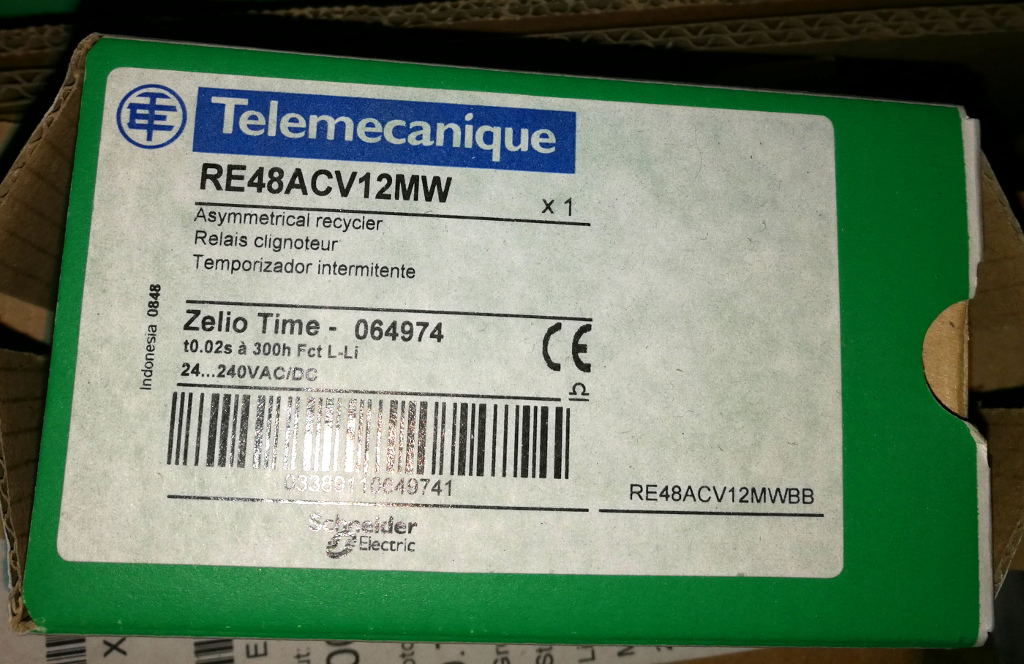 Telemecanique
RE48ACV12MW x 1
Asymmetrical recycler
Relais clignoteur
Temporizador intermitente
Indonesia 0848
Zelio Time - 064974
t0.02s à 300h Fct L-Li
24...240VAC/DC
CE
03389110649741
RE48ACV12MWBB
Schneider
Electric